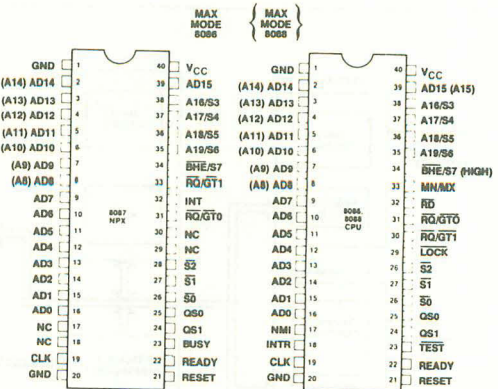 MAX
MODE
8086
{ MAX
MODE
8088 }
GND 1 40 VCC
(A14) AD14 2 39 AD15
(A13) AD13 3 38 A16/S3
(A12) AD12 4 37 A17/S4
(A11) AD11 5 36 A18/S5
(A10) AD10 6 35 A19/S6
(A9) AD9 7 34 BHE/S7
(A8) AD8 8 33 RQ/GT1
AD7 9 32 INT
AD6 10 31 RQ/GT0
AD5 11 30 NC
AD4 12 29 NC
AD3 13 28 S2
AD2 14 27 S1
AD1 15 26 S0
AD0 16 25 QS0
NC 17 24 QS1
NC 18 23 BUSY
CLK 19 22 READY
GND 20 21 RESET
8087
NPX
GND 1 40 VCC
(A14) AD14 2 39 AD15 (A15)
(A13) AD13 3 38 A16/S3
(A12) AD12 4 37 A17/S4
(A11) AD11 5 36 A18/S5
(A10) AD10 6 35 A19/S6
(A9) AD9 7 34 BHE/S7 (HIGH)
(A8) AD8 8 33 MN/MX
AD7 9 32 RD
AD6 10 31 RQ/GT0
AD5 11 30 RQ/GT1
AD4 12 29 LOCK
AD3 13 28 S2
AD2 14 27 S1
AD1 15 26 S0
AD0 16 25 QS0
NMI 17 24 QS1
INTR 18 23 TEST
CLK 19 22 READY
GND 20 21 RESET
8086,
8088
CPU